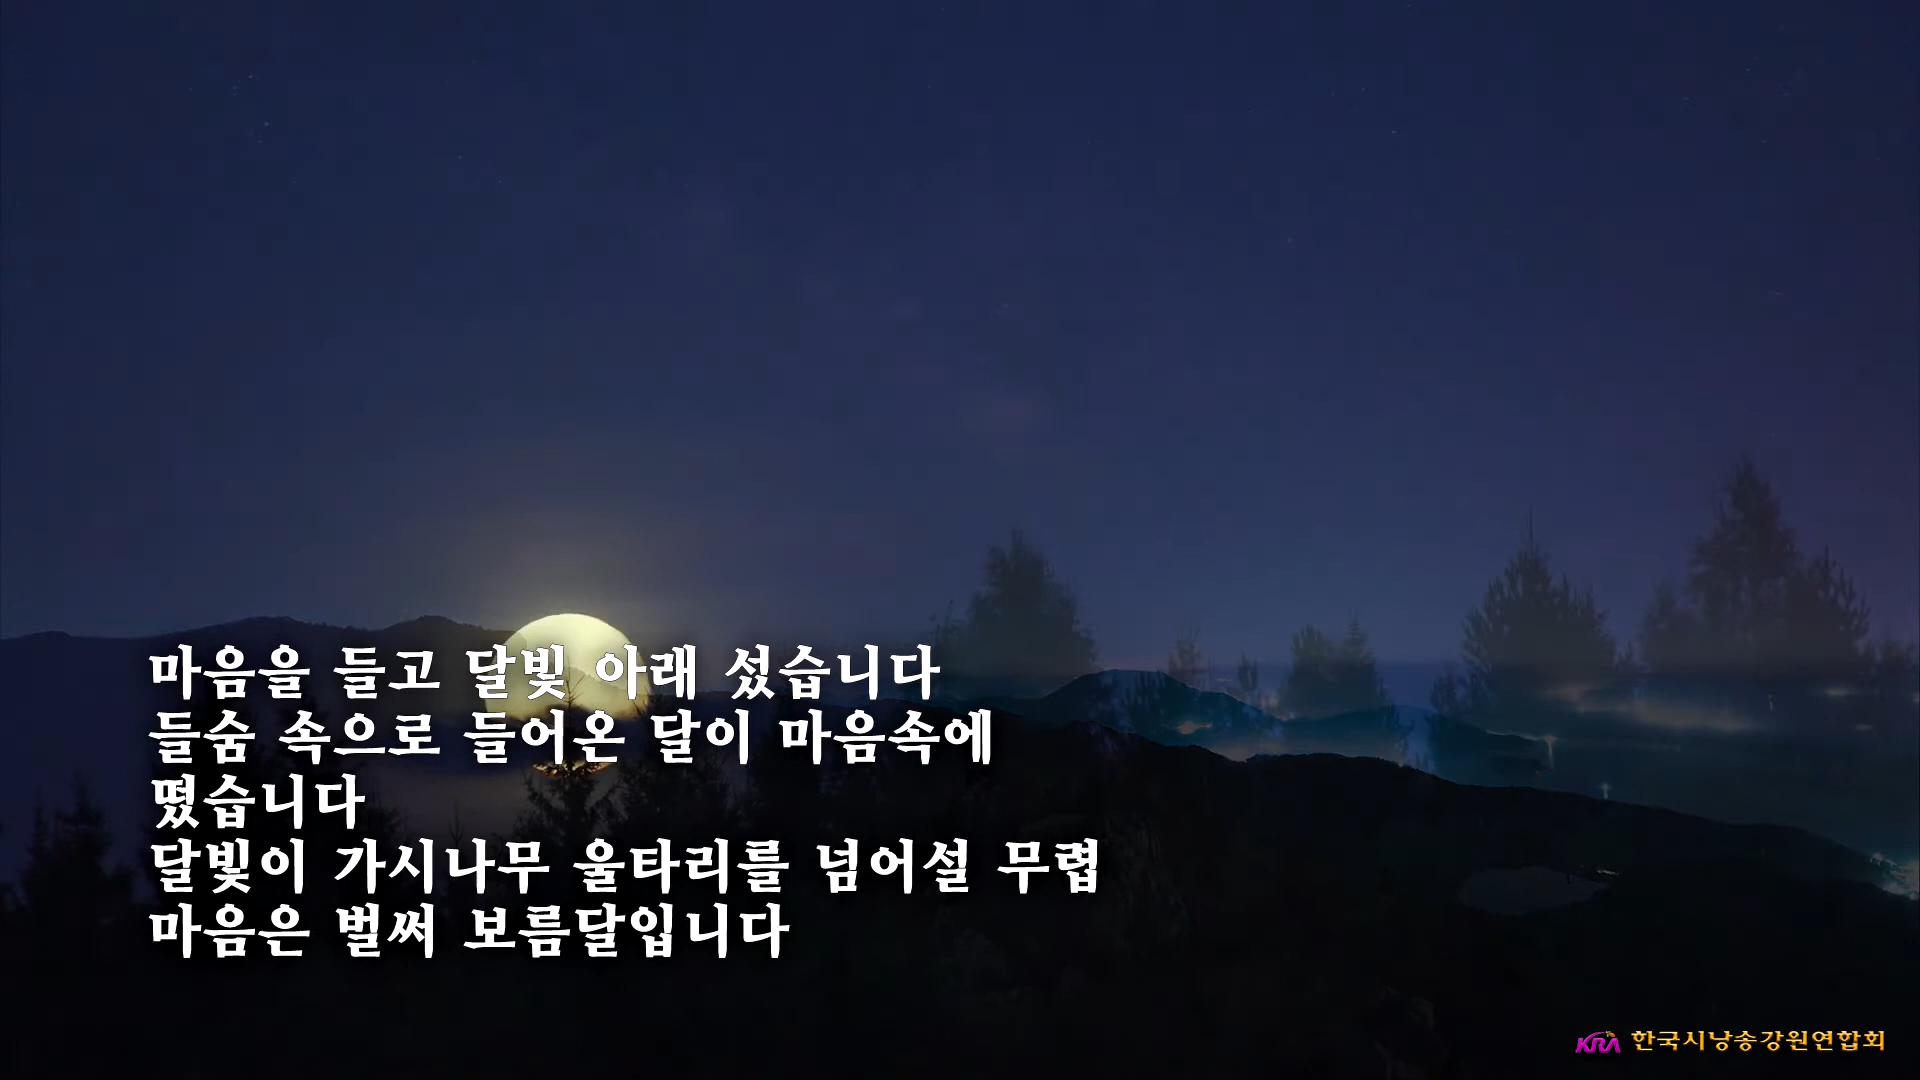 마음을 들고 달빛 아래 섰습니다
들숨 속으로 들어온 달이 마음속에
떴습니다
달빛이 가시나무 울타리를 넘어설 무렵
마음은 벌써 보름달입니다
KRA 한국시낭송강원연합회